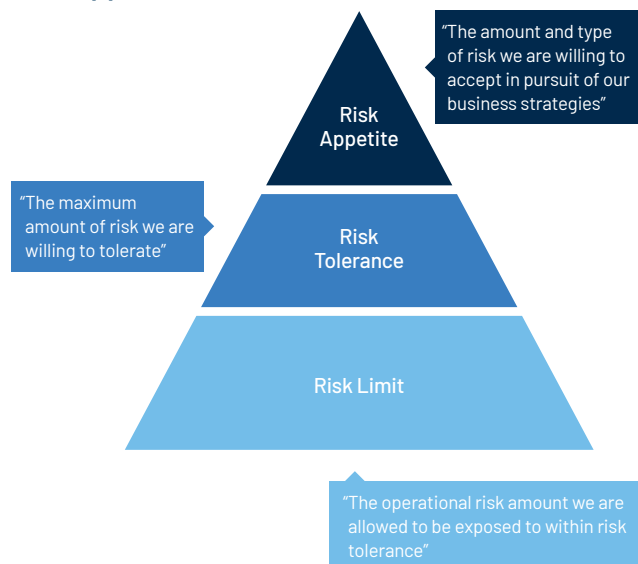 “The amount and type
of risk we are willing to
accept in pursuit of our
business strategies”
Risk
Appetite
“The maximum
amount of risk we are
willing to tolerate”
Risk
Tolerance
Risk Limit
“The operational risk amount we are
allowed to be exposed to within risk
tolerance”